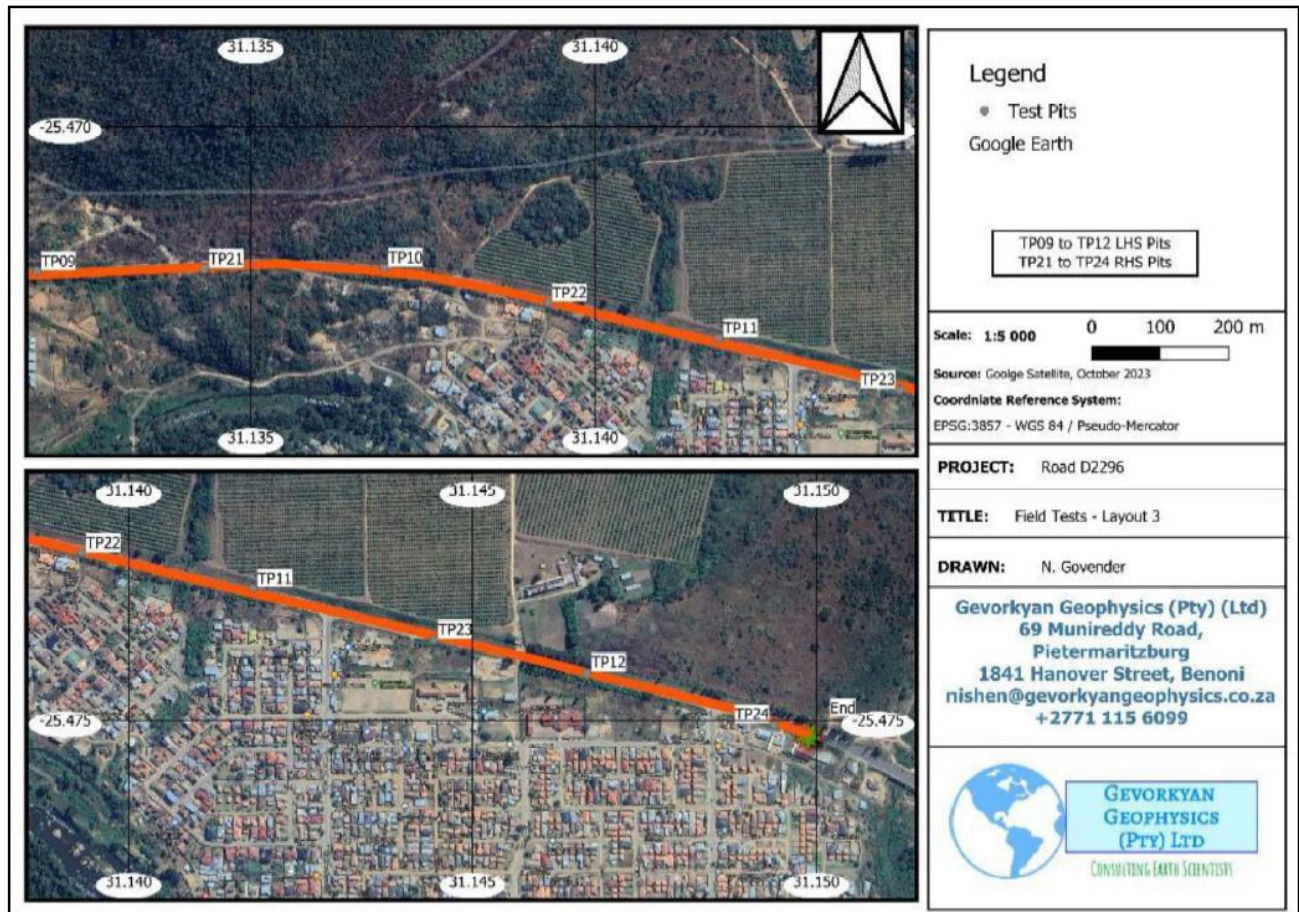 31.135
31.140
-25.470
TP09
TP21
TP10
TP22
TP11
TP23
31.135
31.140
31.140
31.145
31.150
TP22
TP11
TP23
TP12
TP24
End
-25.475
-25.475
31.140
31.145
31.150
Legend
Test Pits
Google Earth
TP09 to TP12 LHS Pits
TP21 to TP24 RHS Pits
Scale: 1:5 000
0 100 200 m
Source: Goolge Satellite, October 2023
Coordniate Reference System:
EPSG:3857 - WGS 84 / Pseudo-Mercator
PROJECT: Road D2296
TITLE: Field Tests - Layout 3
DRAWN: N. Govender
Gevorkyan Geophysics (Pty) (Ltd)
69 Munireddy Road,
Pietermaritzburg
1841 Hanover Street, Benoni
nishen@gevorkyangeophysics.co.za
+2771 115 6099
GEVORKYAN
GEOPHYSICS
(PTY) LTD
CONSULTING EARTH SCIENTISTS